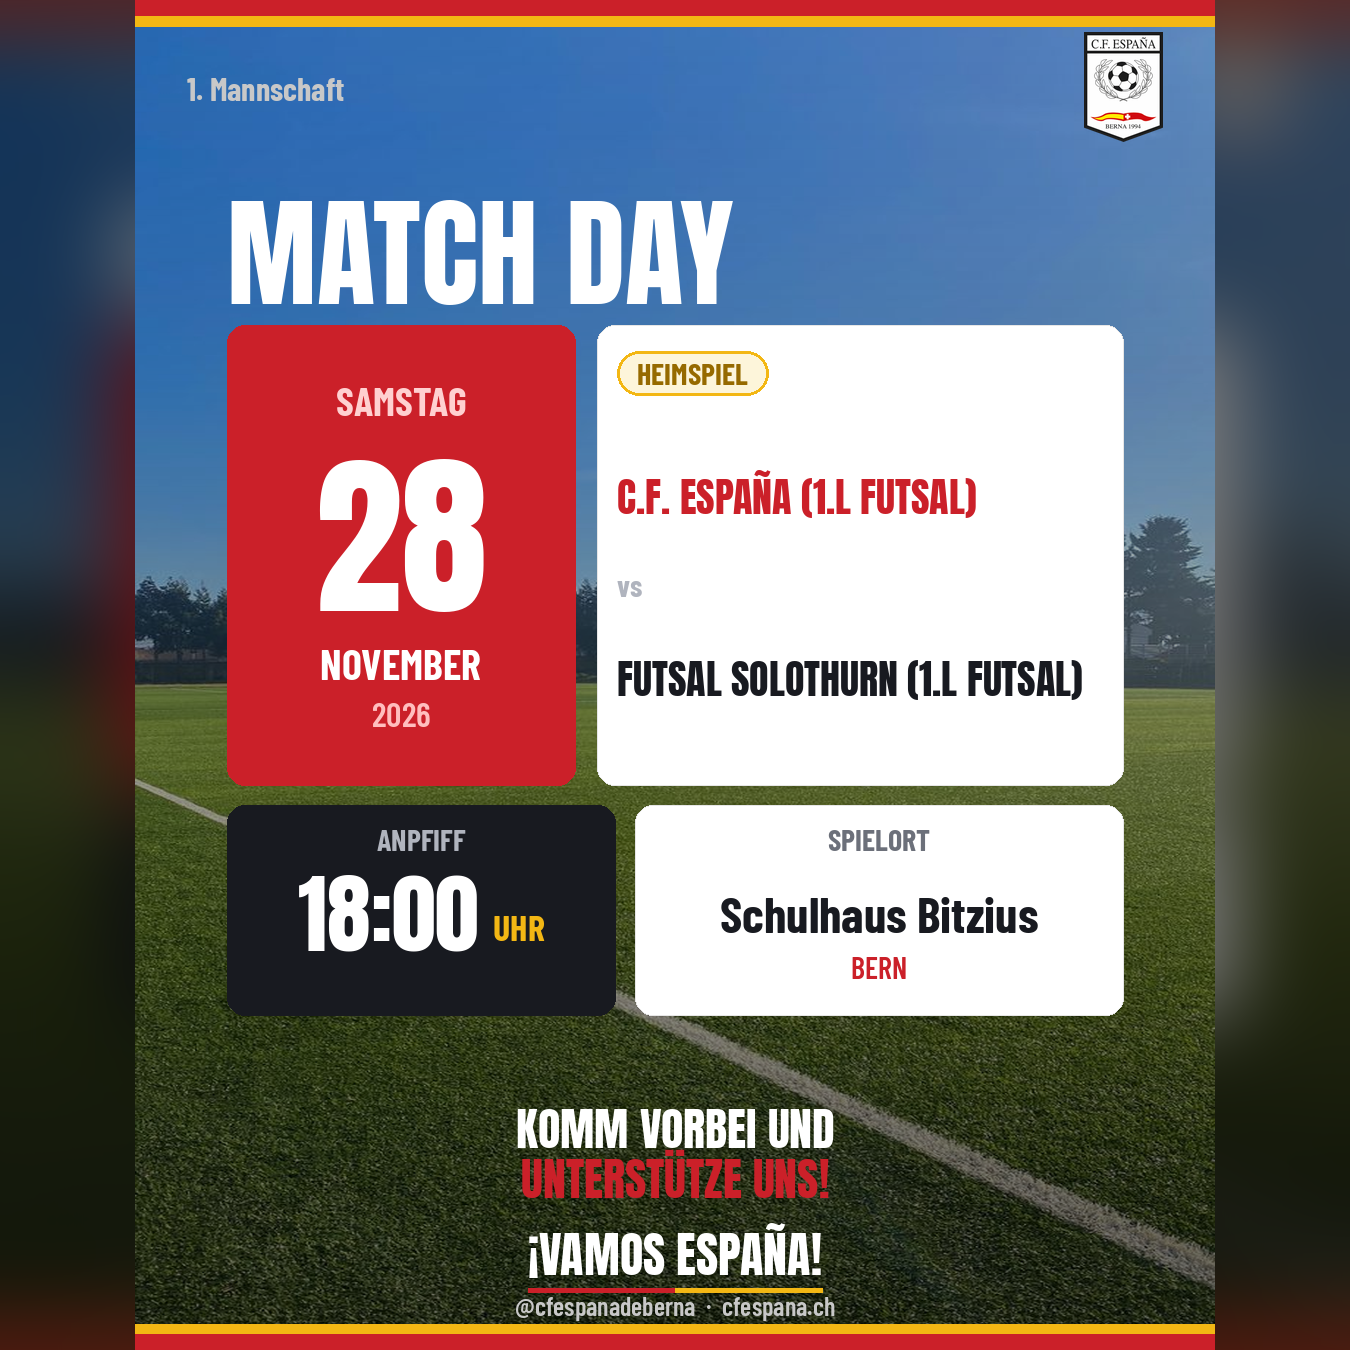 1. Mannschaft
C.F. ESPAÑA
BERNA 1994
MATCH DAY
SAMSTAG
28
NOVEMBER
2026
HEIMSPIEL
C.F. ESPAÑA (1.L FUTSAL)
vs
FUTSAL SOLOTHURN (1.L FUTSAL)
ANPFIFF
18:00 UHR
SPIELORT
Schulhaus Bitzius
BERN
KOMM VORBEI UND
UNTERSTÜTZE UNS!
¡VAMOS ESPAÑA!
@cfespanadeberna · cfespana.ch